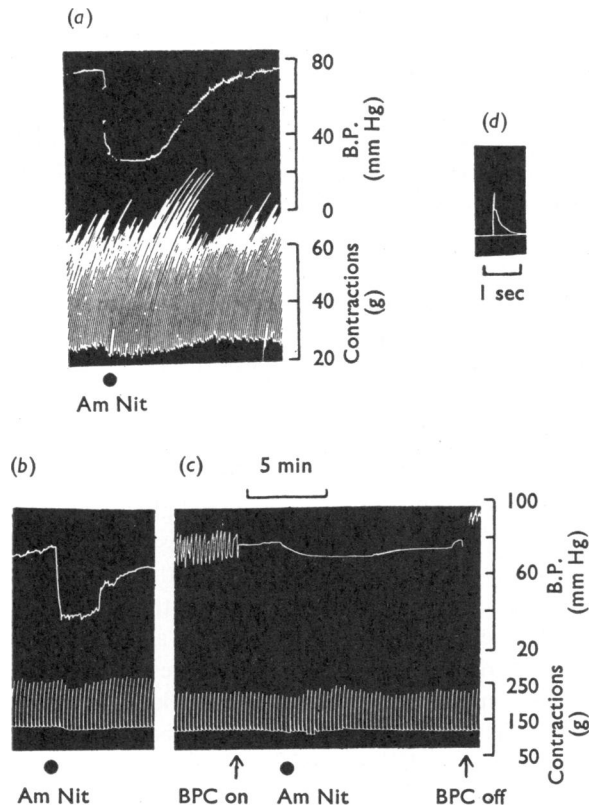 (a)
80
40
0
B.P.
(mm Hg)
60
40
20
Contractions
(g)
Am Nit
(d)
1 sec
(b)
(c)
5 min
100
60
20
B.P.
(mm Hg)
250
150
50
Contractions
(g)
Am Nit
BPC on
Am Nit
BPC off